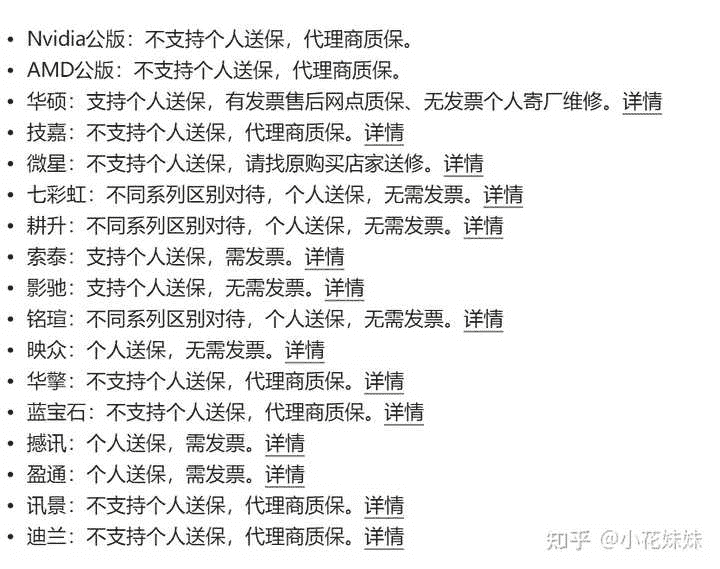 • Nvidia公版：不支持个人送保，代理商质保。
• AMD公版：不支持个人送保，代理商质保。
• 华硕：支持个人送保，有发票售后网点质保、无发票个人寄厂维修。详情
• 技嘉：不支持个人送保，代理商质保。详情
• 微星：不支持个人送保，请找原购买店家送修。详情
• 七彩虹：不同系列区别对待，个人送保，无需发票。详情
• 耕升：不同系列区别对待，个人送保，无需发票。详情
• 索泰：支持个人送保，需发票。详情
• 影驰：支持个人送保，无需发票。详情
• 铭瑄：不同系列区别对待，个人送保，无需发票。详情
• 映众：个人送保，无需发票。详情
• 华擎：不支持个人送保，代理商质保。详情
• 蓝宝石：不支持个人送保，代理商质保。详情
• 撼讯：个人送保，需发票。详情
• 盈通：个人送保，需发票。详情
• 讯景：不支持个人送保，代理商质保。详情
• 迪兰：不支持个人送保，代理商质保。详情
知乎 @小花妹妹